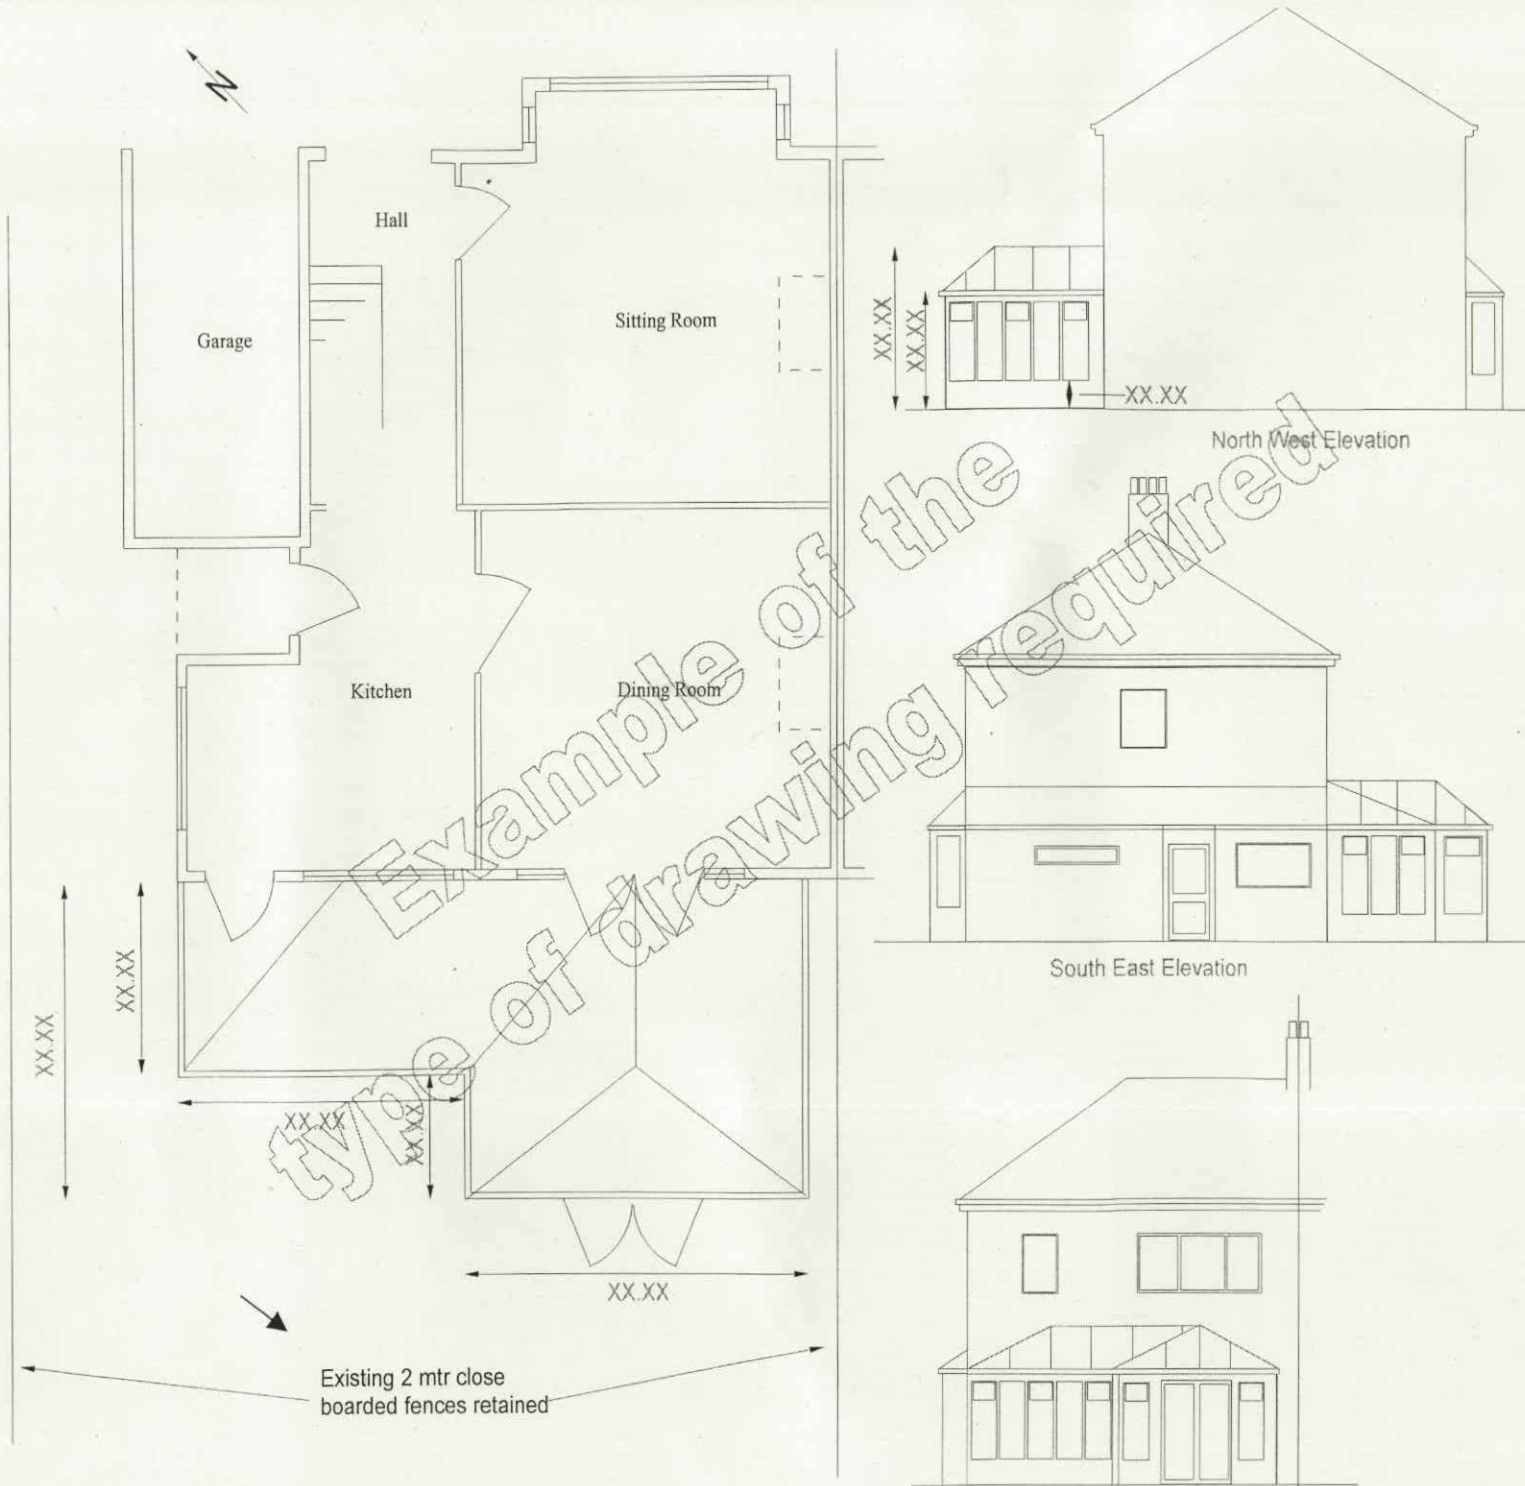 N
Hall
Sitting Room
Garage
Kitchen
Dining Room
XX.XX
XX.XX
XX.XX
XX.XX
XX.XX
Existing 2 mtr close
boarded fences retained
XX.XX
XX.XX
XX.XX
North West Elevation
South East Elevation
Example of the
type of drawing required